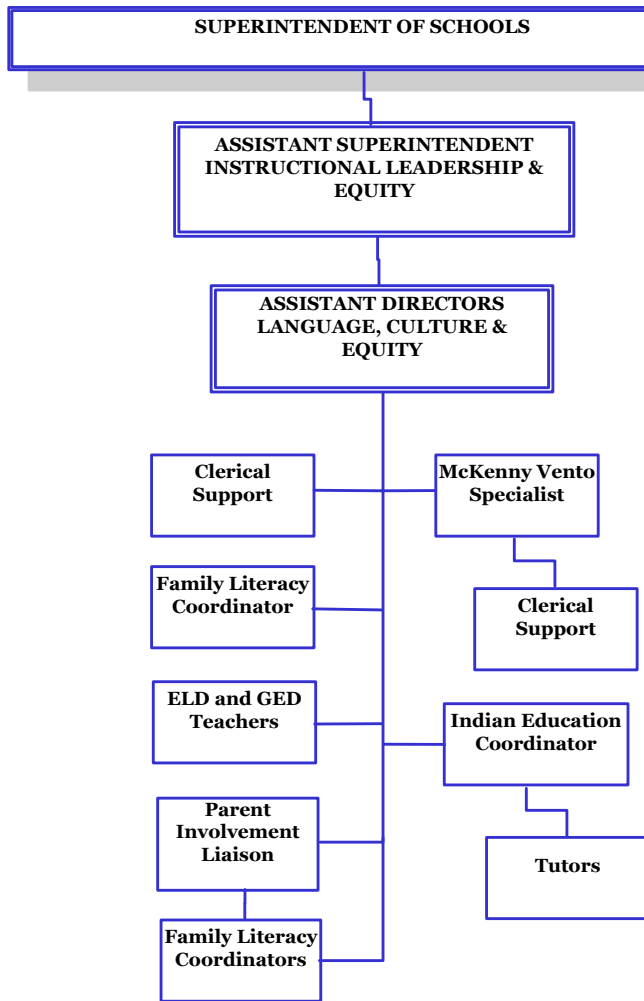 SUPERINTENDENT OF SCHOOLS
ASSISTANT SUPERINTENDENT
INSTRUCTIONAL LEADERSHIP &
EQUITY
ASSISTANT DIRECTORS
LANGUAGE, CULTURE &
EQUITY
Clerical
Support
McKenny Vento
Specialist
Family Literacy
Coordinator
Clerical
Support
ELD and GED
Teachers
Indian Education
Coordinator
Parent
Involvement
Liaison
Tutors
Family Literacy
Coordinators